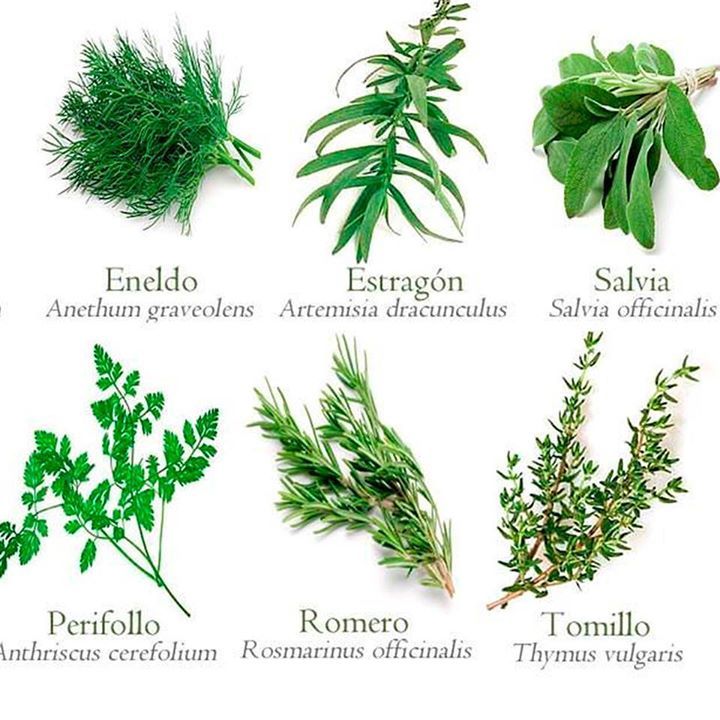 Eneldo
Anethum graveolens
Estragón
Artemisia dracunculus
Salvia
Salvia officinalis
Perifollo
Anthriscus cerefolium
Romero
Rosmarinus officinalis
Tomillo
Thymus vulgaris